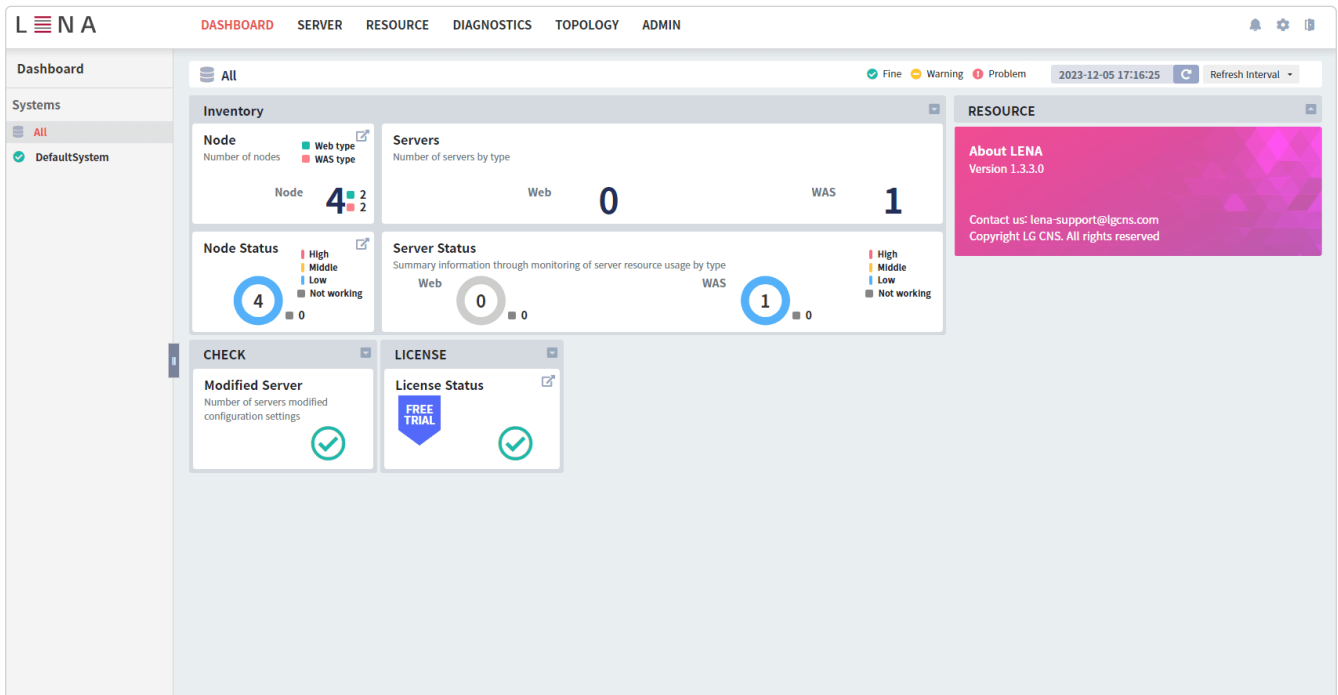 LENA
DASHBOARD SERVER RESOURCE DIAGNOSTICS TOPOLOGY ADMIN
Dashboard
Systems
All
DefaultSystem
All
Fine Warning Problem
2023-12-05 17:16:25
Refresh Interval
Inventory
Node
Number of nodes
Web type
WAS type
Node
4
2
2
Servers
Number of servers by type
Web
0
WAS
1
Node Status
High
Middle
Low
Not working
4
0
Server Status
Summary information through monitoring of server resource usage by type
Web
0
0
WAS
1
0
High
Middle
Low
Not working
CHECK
Modified Server
Number of servers modified
configuration settings
LICENSE
License Status
FREE
TRIAL
RESOURCE
About LENA
Version 1.3.3.0
Contact us: lena-support@lgcns.com
Copyright LG CNS. All rights reserved